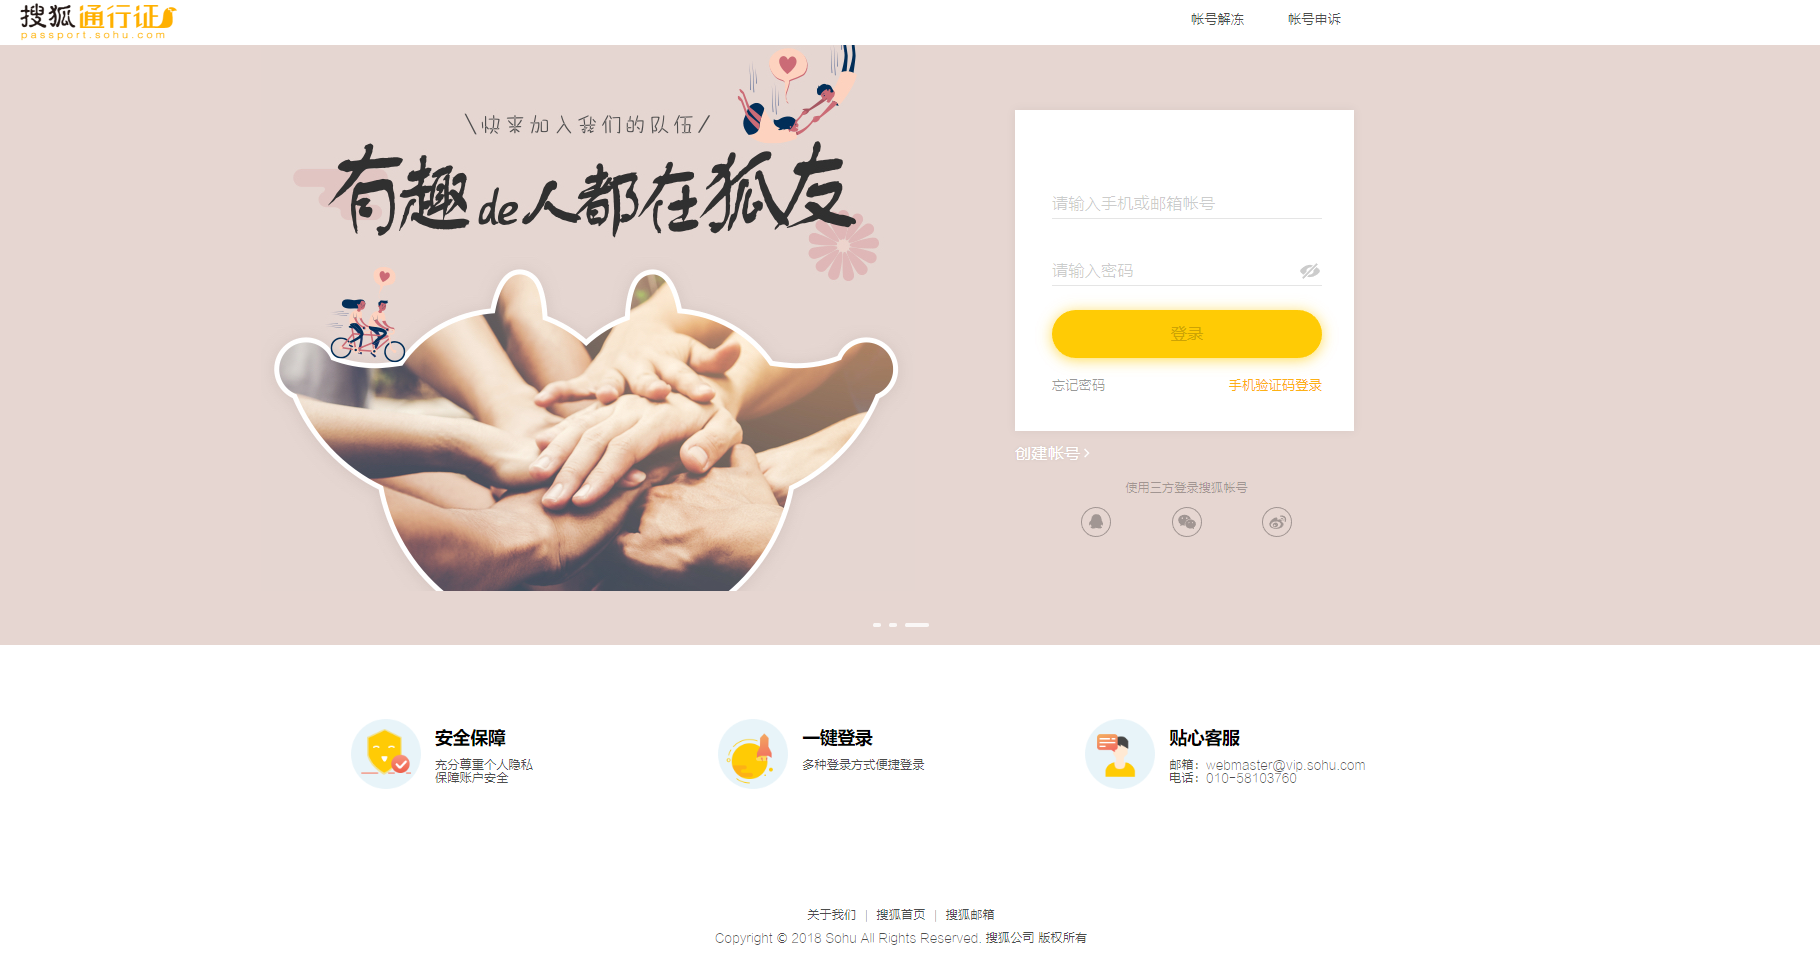 搜狐通行证
passport.sohu.com
帐号解冻
帐号申诉
\快来加入我们的队伍/
有趣de人都在狐友
请输入手机或邮箱帐号
请输入密码
登录
忘记密码
手机验证码登录
创建帐号 >
使用三方登录搜狐帐号
安全保障
充分尊重个人隐私
保障账户安全
一键登录
多种登录方式便捷登录
贴心客服
邮箱：webmaster@vip.sohu.com
电话：010-58103760
关于我们 | 搜狐首页 | 搜狐邮箱
Copyright © 2018 Sohu All Rights Reserved. 搜狐公司 版权所有